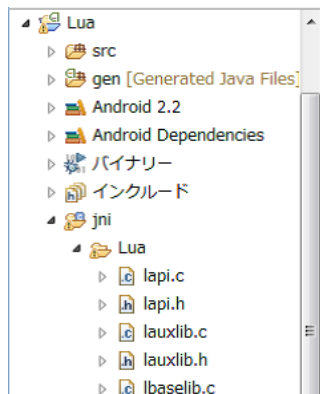 Lua
src
gen [Generated Java Files]
Android 2.2
Android Dependencies
バイナリー
インクルード
jni
Lua
lapi.c
lapi.h
lauxlib.c
lauxlib.h
lbaselib.c